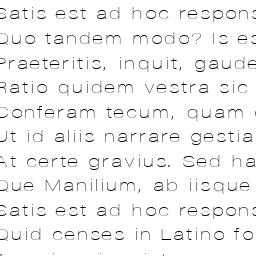 Satis est ad hoc respons
Quo tandem modo? Is es
Praeteritis, inquit, gaude
Ratio quidem vestra sic
Conferam tecum, quam
Ut id aliis narrare gestia
At certe gravius. Sed ha
Que Manilium, ab iisque
Satis est ad hoc respons
Quid censes in Latino fo